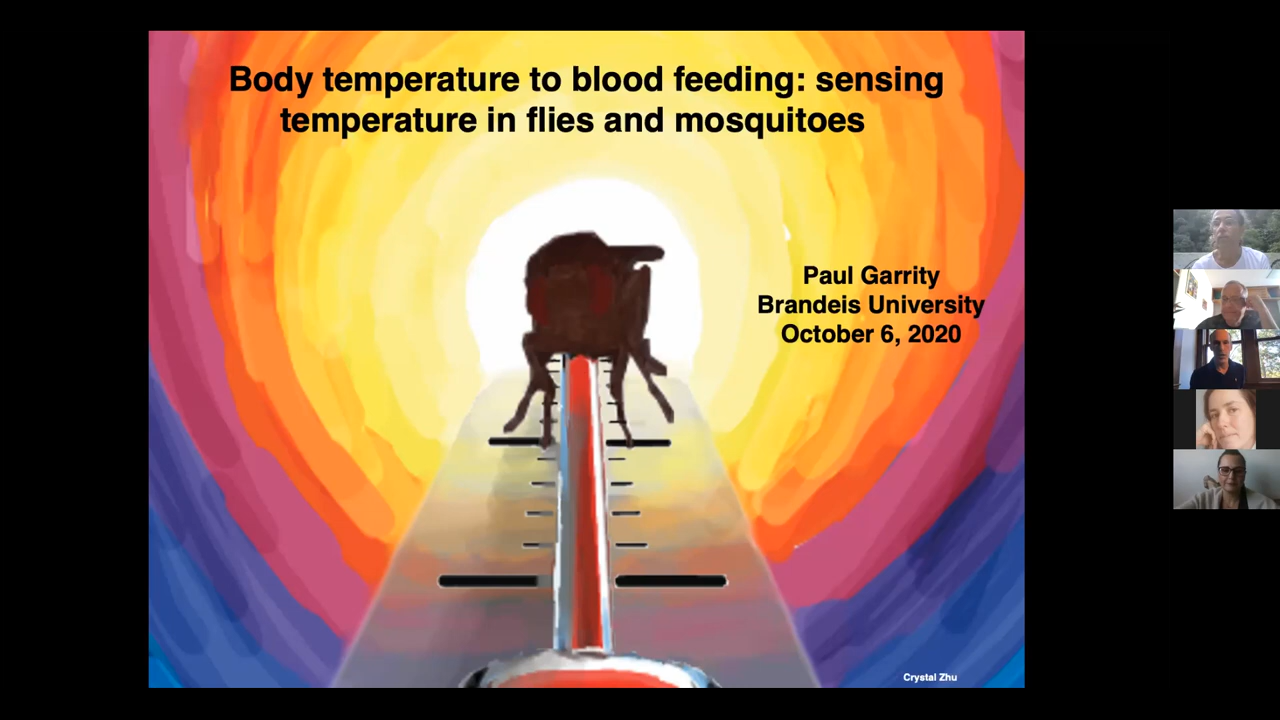 Body temperature to blood feeding: sensing
temperature in flies and mosquitoes
Paul Garrity
Brandeis University
October 6, 2020
Crystal Zhu